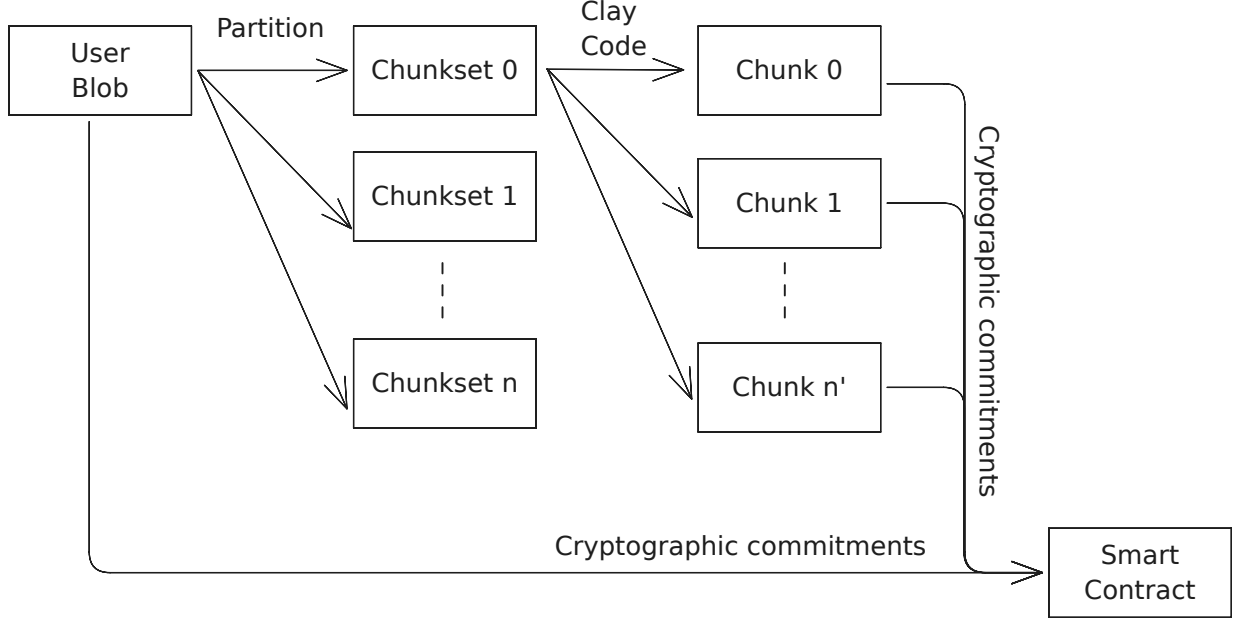 User
Blob
Partition
Chunkset 0
Clay
Code
Chunk 0
Chunkset 1
Chunk 1
Chunkset n
Chunk n'
Cryptographic commitments
Cryptographic commitments
Smart
Contract